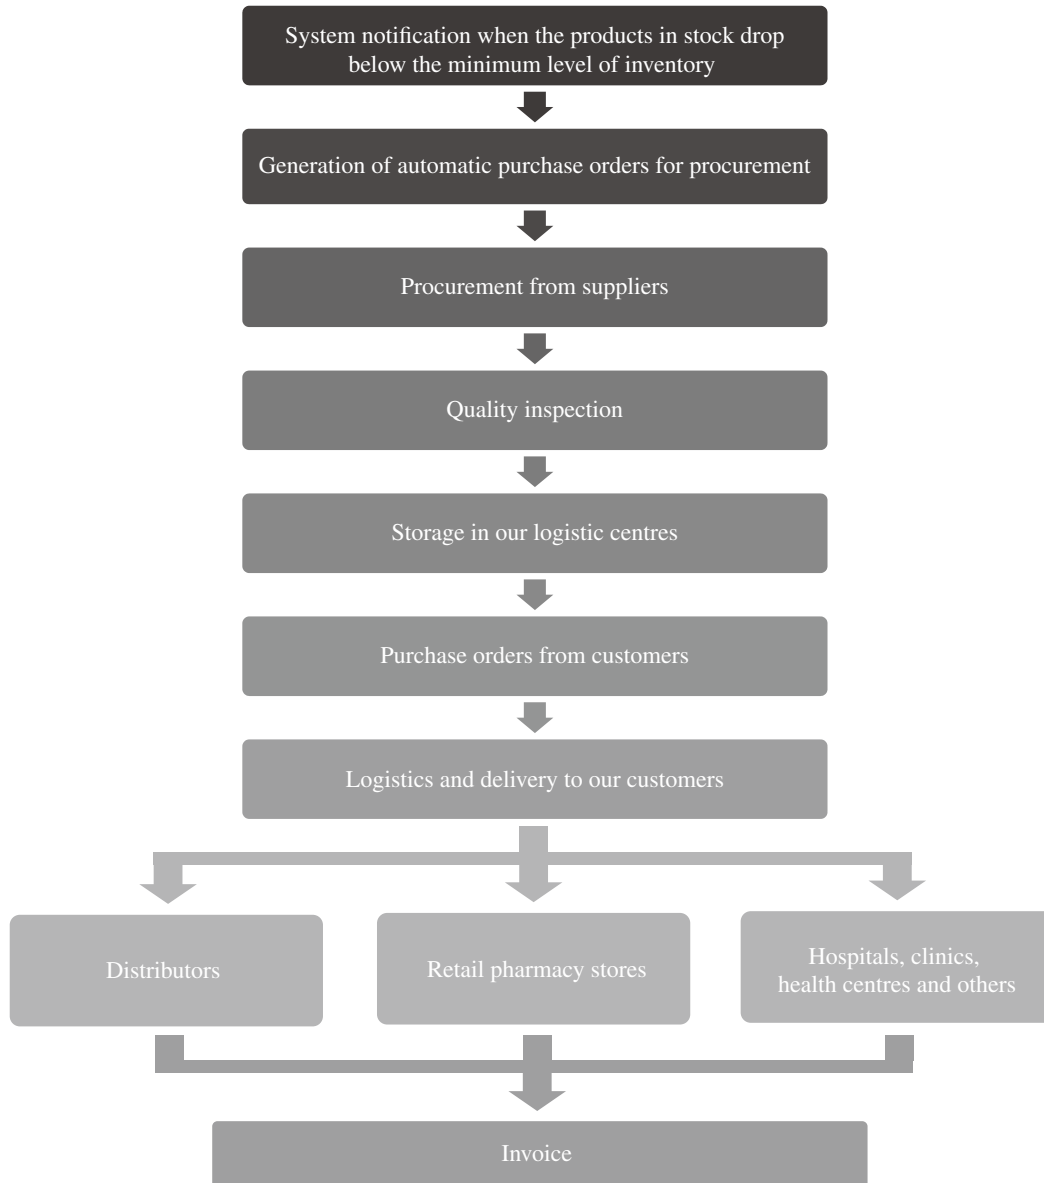 System notification when the products in stock drop
below the minimum level of inventory
Generation of automatic purchase orders for procurement
Procurement from suppliers
Quality inspection
Storage in our logistic centres
Purchase orders from customers
Logistics and delivery to our customers
Distributors
Retail pharmacy stores
Hospitals, clinics,
health centres and others
Invoice